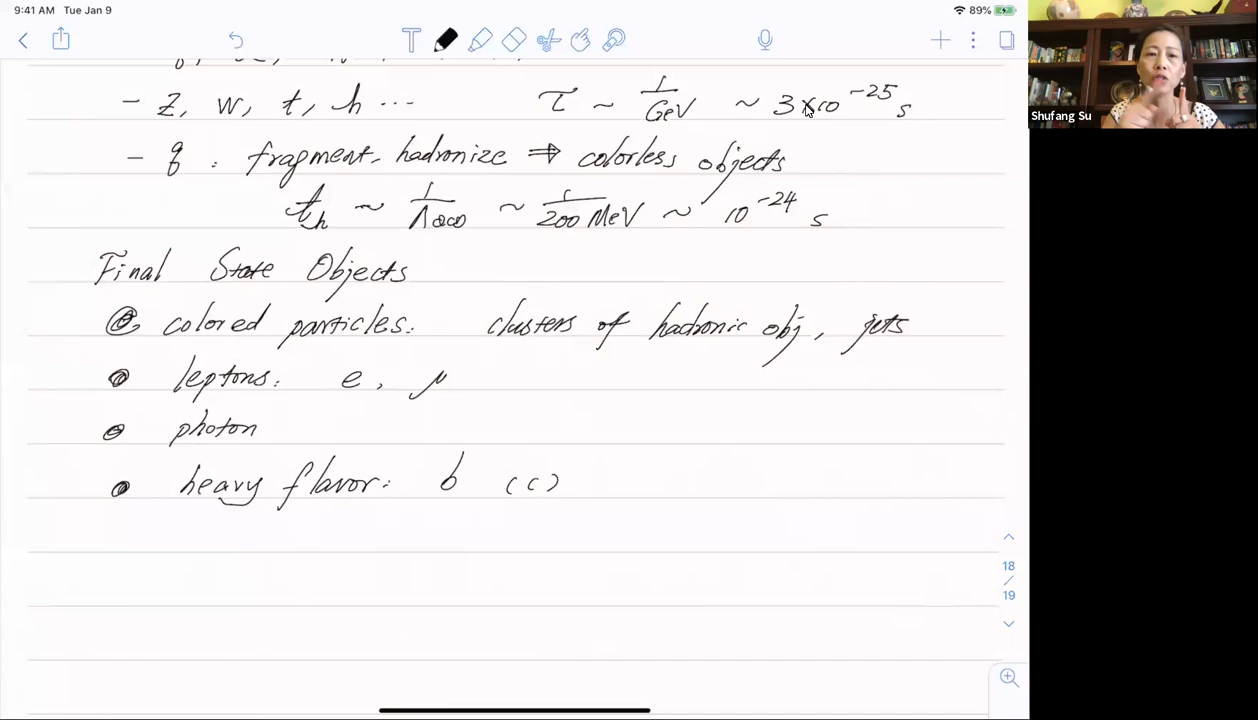 9:41 AM Tue Jan 9
89%
T
Shufang Su
- Z, W, t, h ... τ ~ 1/GeV ~ 3×10^-25 s
- q : fragment, hadronize ⇒ colorless objects
t_h ~ 1/Λ_QCD ~ 1/200 MeV ~ 10^-24 s
Final State Objects
colored particles: clusters of hadronic obj, jets
leptons: e, μ
photon
heavy flavor: b (c)
18
/
19